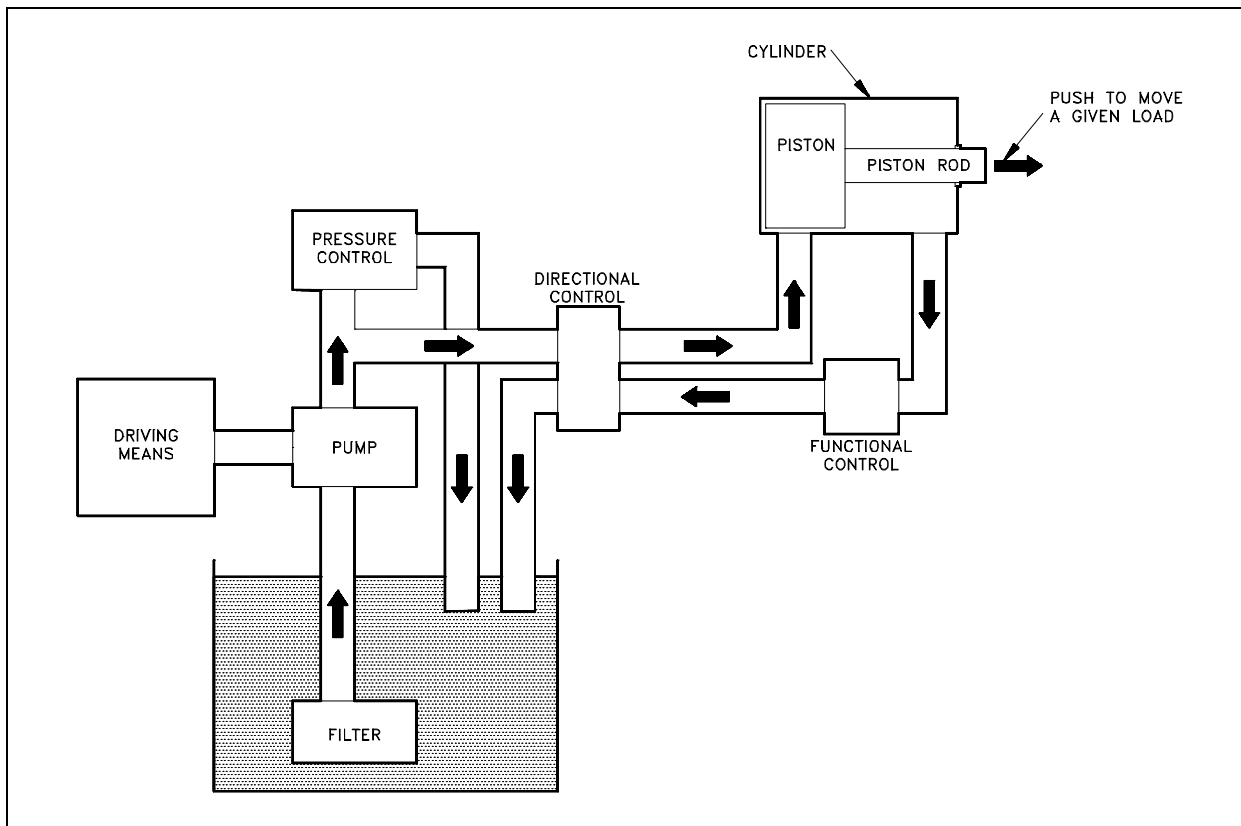 CYLINDER
PUSH TO MOVE
A GIVEN LOAD
PISTON
PISTON ROD
PRESSURE
CONTROL
DIRECTIONAL
CONTROL
DRIVING
MEANS
PUMP
FUNCTIONAL
CONTROL
FILTER